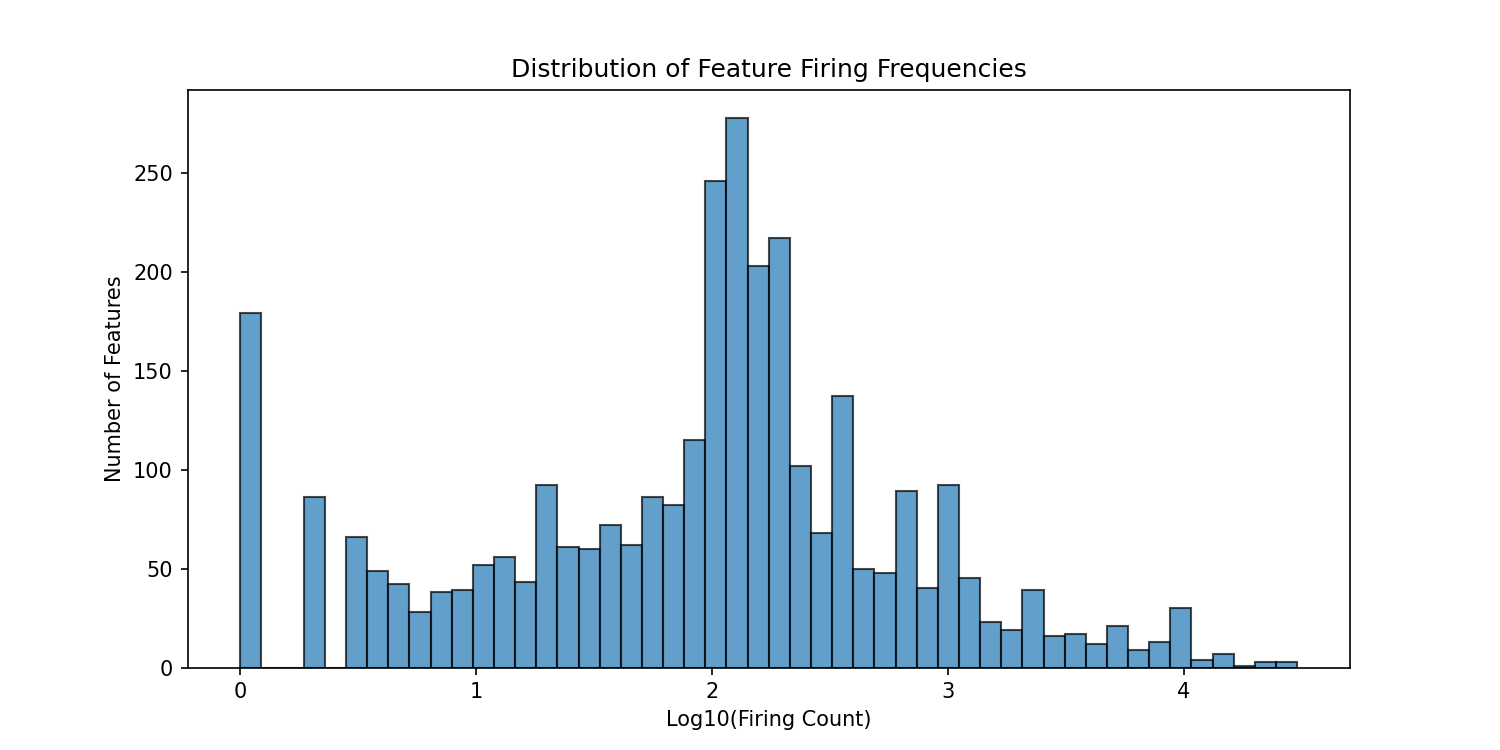 Distribution of Feature Firing Frequencies
Number of Features
250
200
150
100
50
0
0 1 2 3 4
Log10(Firing Count)